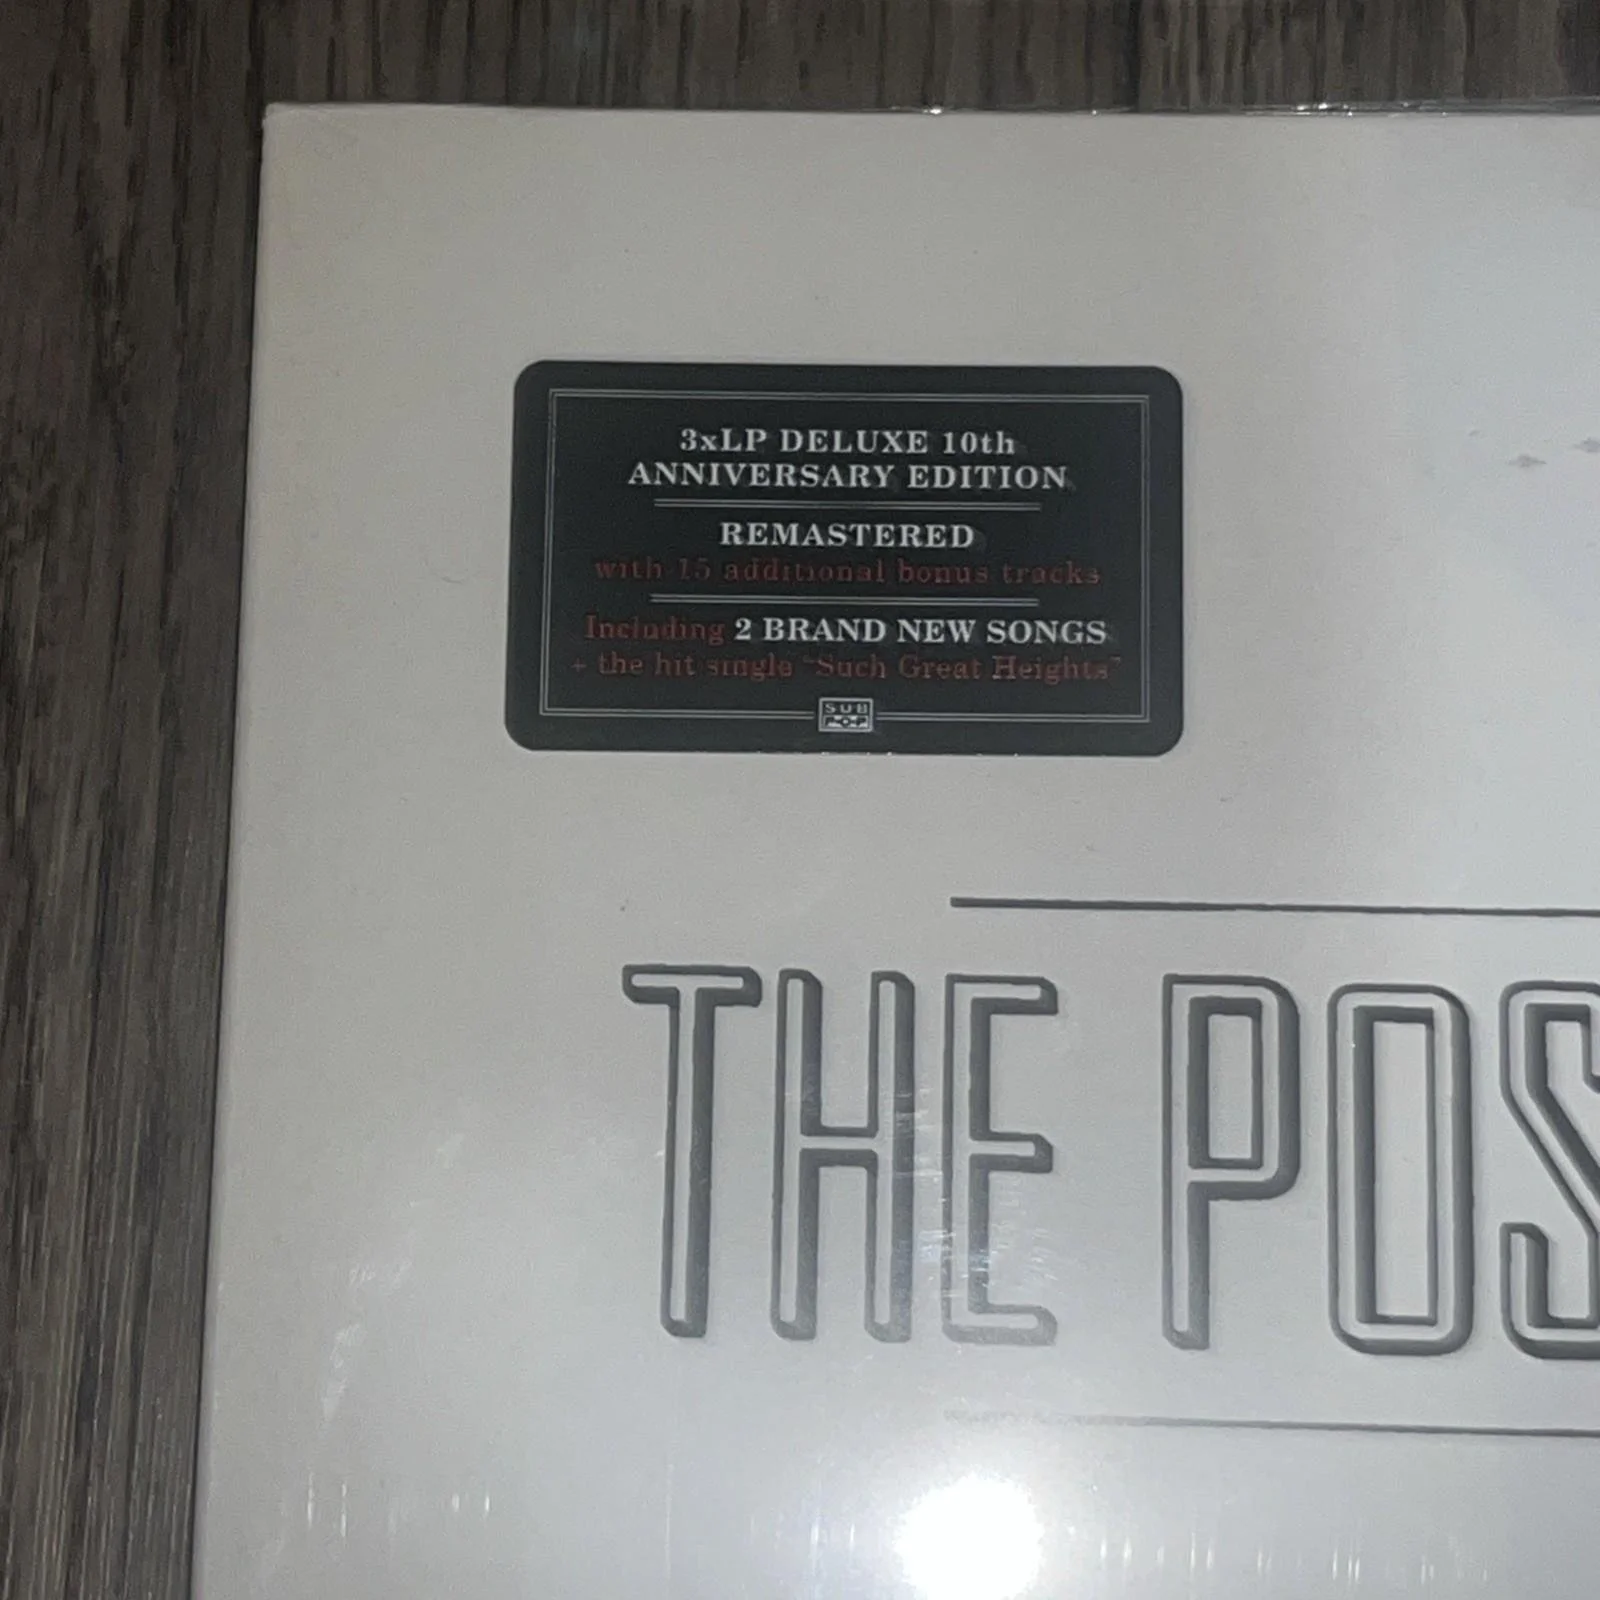 3xLP DELUXE 10th
ANNIVERSARY EDITION
REMASTERED
with 15 additional bonus tracks
Including 2 BRAND NEW SONGS
+ the hit single “Such Great Heights”
SUB
POP
THE POS